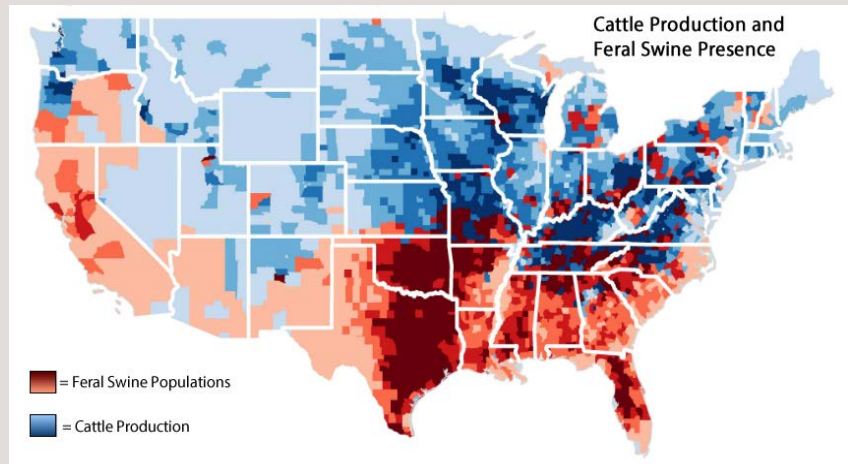 Cattle Production and
Feral Swine Presence
= Feral Swine Populations
= Cattle Production